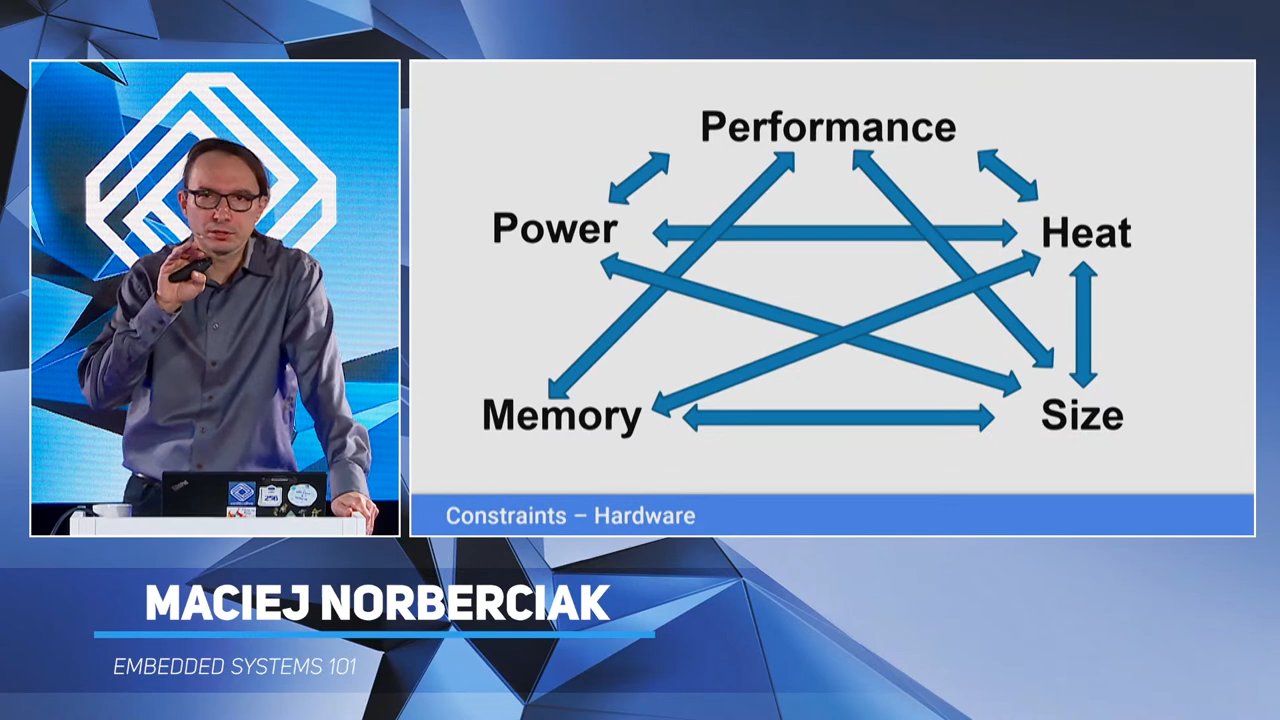 Performance
Power
Heat
Memory
Size
Constraints – Hardware
MACIEJ NORBERCIAK
EMBEDDED SYSTEMS 101